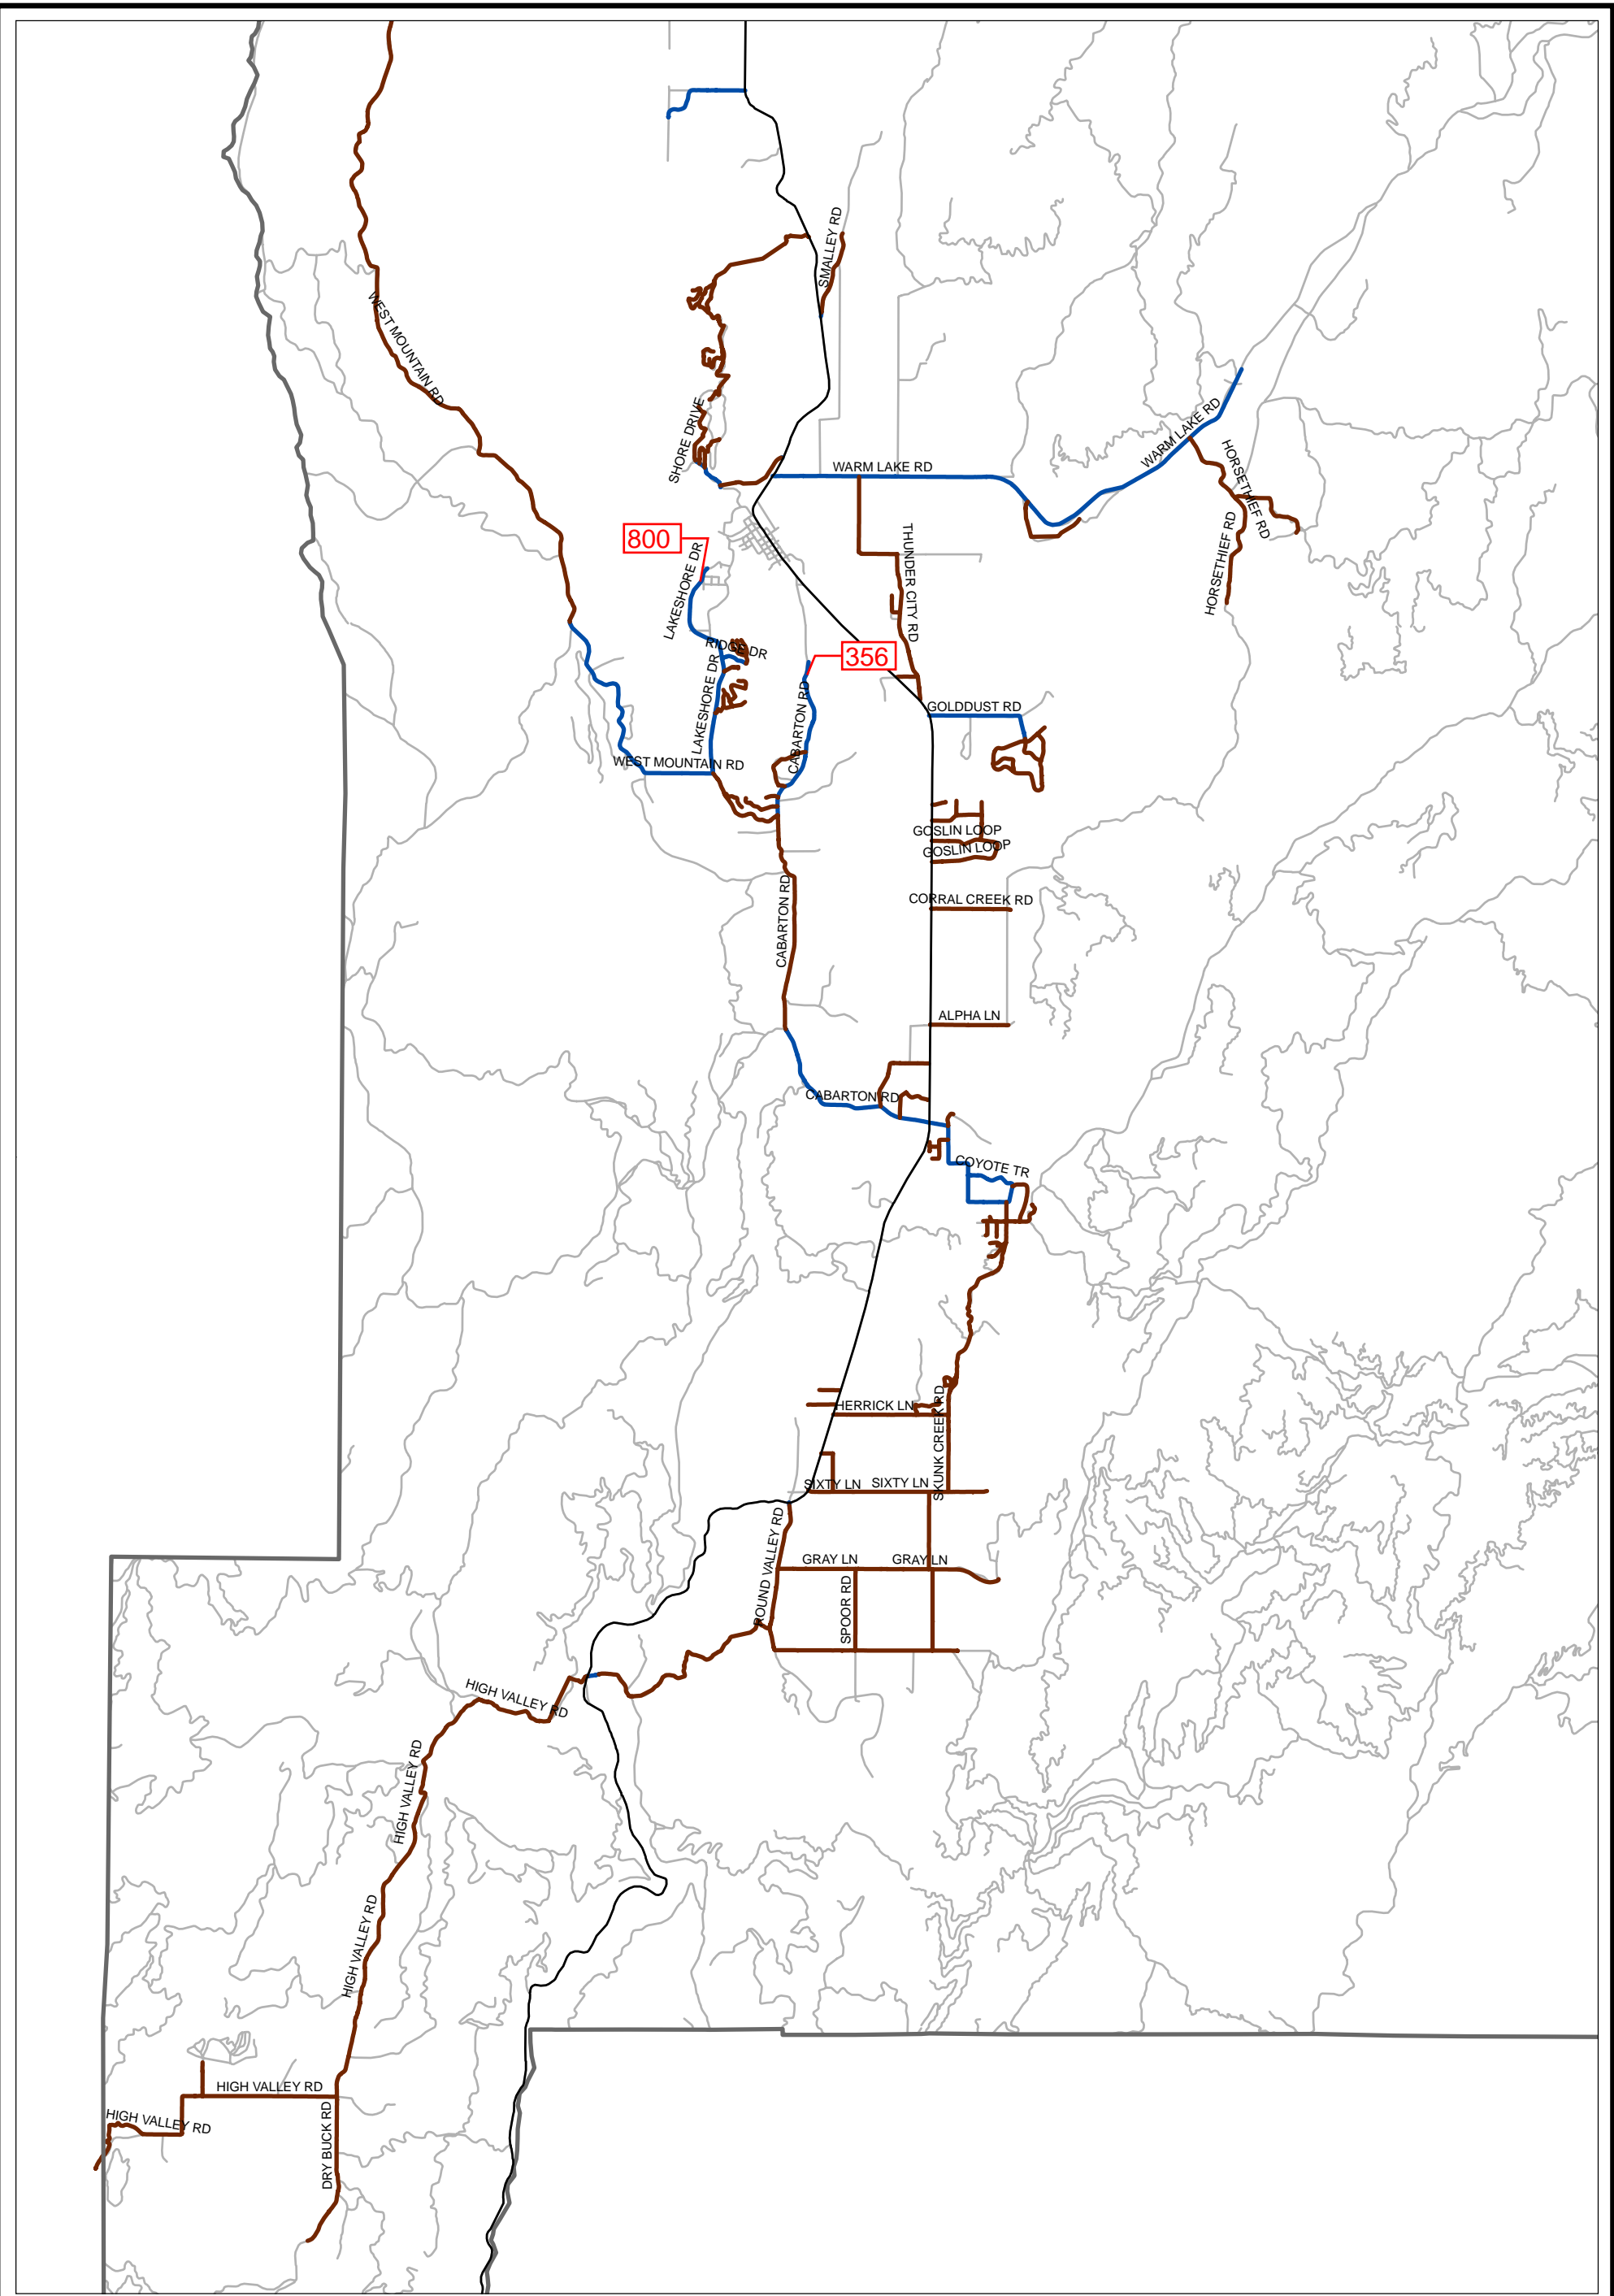 SMALLEY RD
WEST MOUNTAIN RD
SHORE DRIVE
WARM LAKE RD
WARM LAKE RD
HORSETHIEF RD
HORSETHIEF RD
800
LAKESHORE DR
THUNDER CITY RD
RIDGE DR
356
LAKESHORE DR
CABARTON RD
GOLDDUST RD
WEST MOUNTAIN RD
GOSLIN LOOP
GOSLIN LOOP
CABARTON RD
CORRAL CREEK RD
ALPHA LN
CABARTON RD
COYOTE TR
HERRICK LN
SKUNK CREEK RD
SIXTY LN
SIXTY LN
ROUND VALLEY RD
GRAY LN
GRAY LN
SPOOR RD
HIGH VALLEY RD
HIGH VALLEY RD
HIGH VALLEY RD
HIGH VALLEY RD
HIGH VALLEY RD
DRY BUCK RD